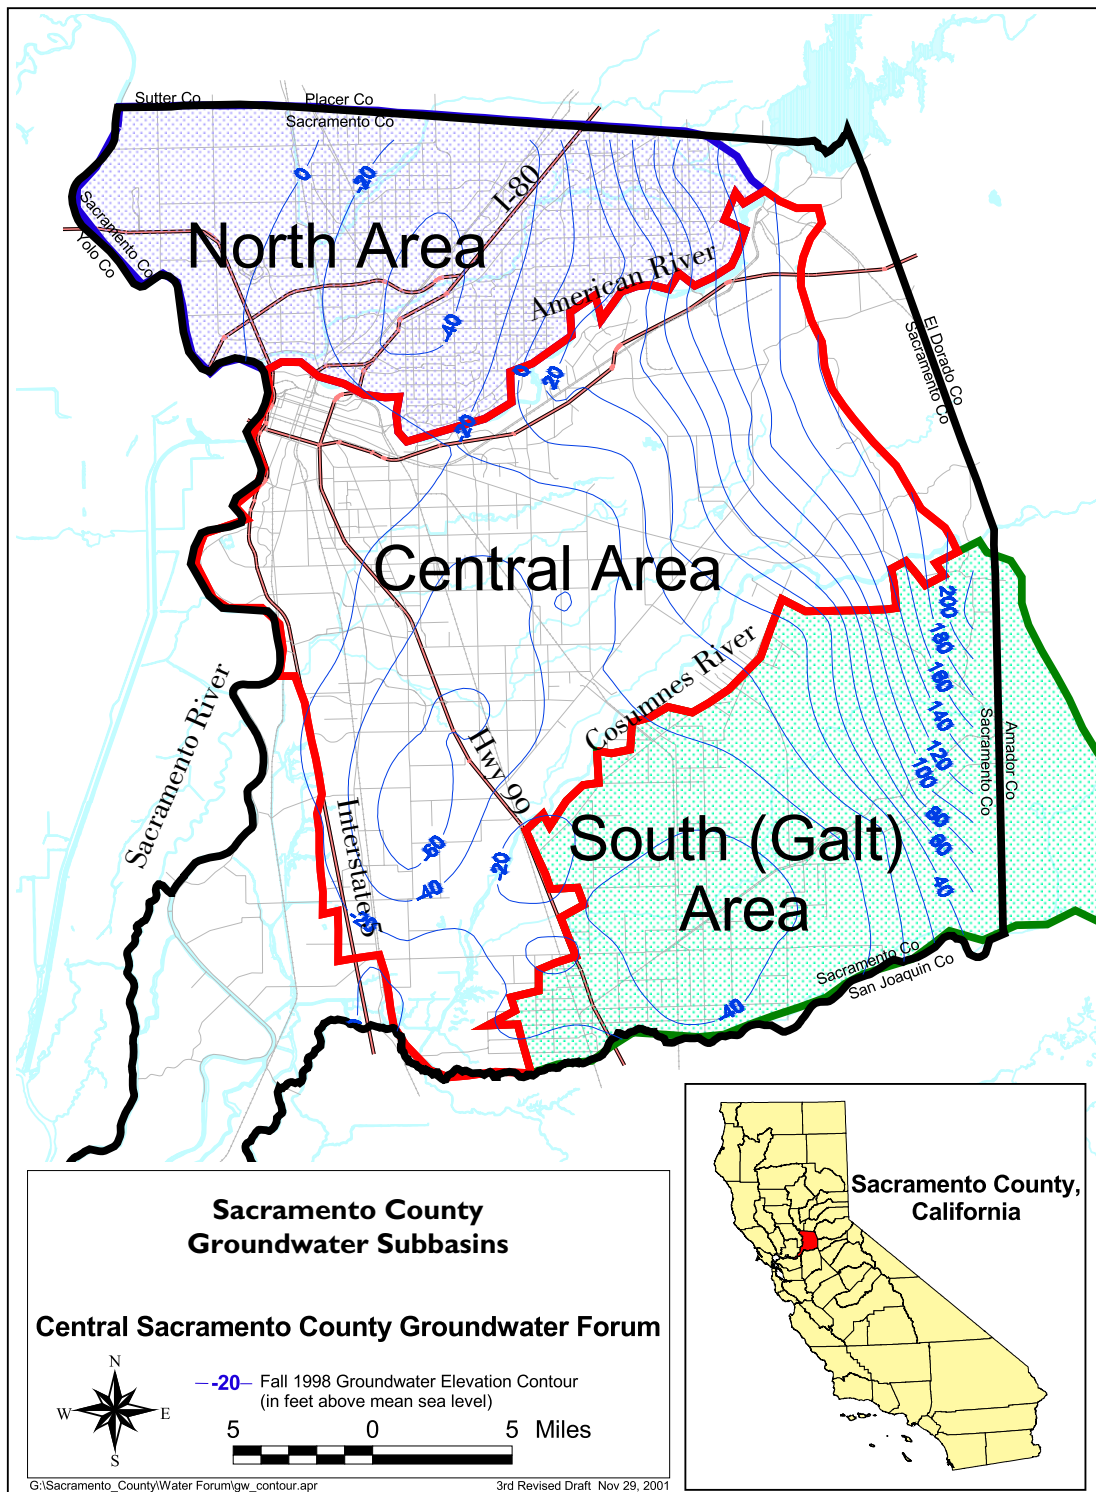 Sutter Co
Placer Co
Sacramento Co
0
-20
I-80
Sacramento Co
Yolo Co
North Area
American River
-40
El Dorado Co
Sacramento Co
0
20
-20
Central Area
200
180
160
140
120
100
80
60
40
Cosumnes River
Sacramento River
Hwy 99
Amador Co
Sacramento Co
Interstate 5
-60
-40
-20
-20
South (Galt)
Area
Sacramento Co
San Joaquin Co
-40
Sacramento County
Groundwater Subbasins
Central Sacramento County Groundwater Forum
N
W
E
S
-20
Fall 1998 Groundwater Elevation Contour
(in feet above mean sea level)
5 0 5 Miles
G:\Sacramento_County\Water Forum\gw_contour.apr
3rd Revised Draft Nov 29, 2001
Sacramento County,
California